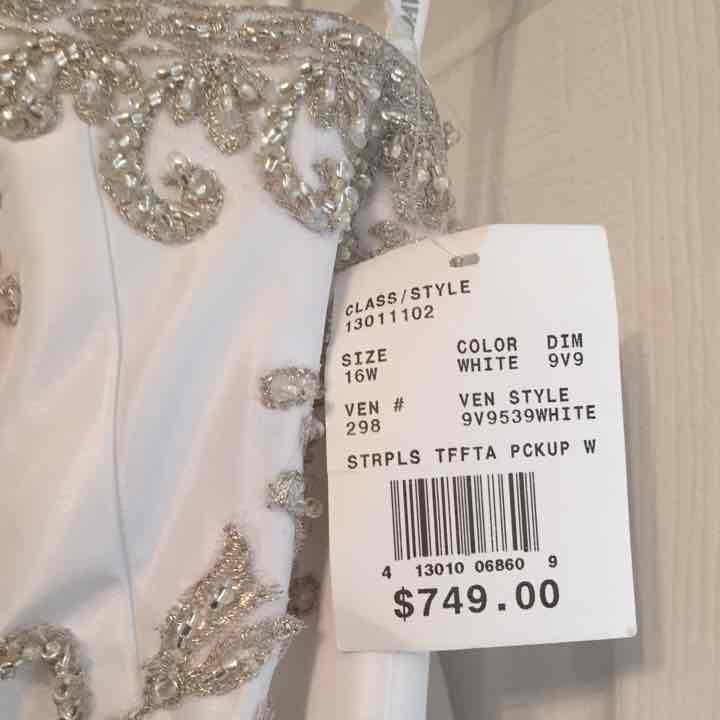 CLASS/STYLE
13011102
SIZE COLOR DIM
16W WHITE 9V9
VEN # VEN STYLE
298 9V9539WHITE
STRPLS TFFTA PCKUP W
4 13010 06860 9
$749.00